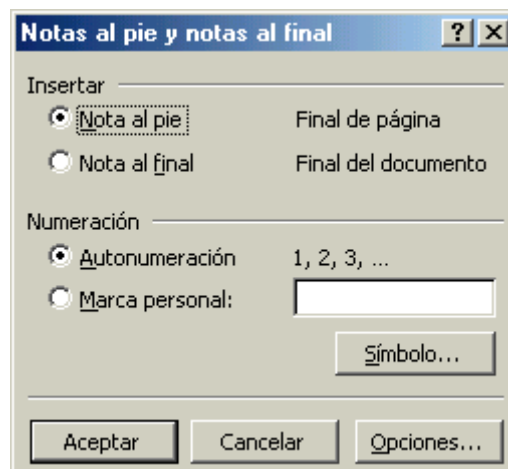 Notas al pie y notas al final
Insertar
Nota al pie Final de página
Nota al final Final del documento
Numeración
Autonumeración 1, 2, 3, ...
Marca personal:
Símbolo...
Aceptar Cancelar Opciones...